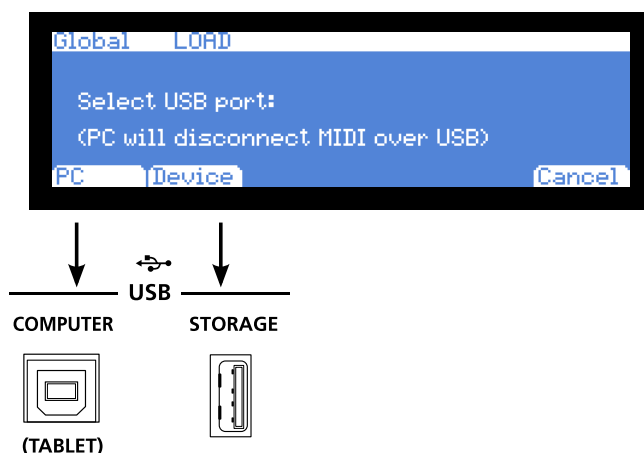 Global LOAD
Select USB port:
(PC will disconnect MIDI over USB)
PC Device Cancel
USB
COMPUTER STORAGE
(TABLET)